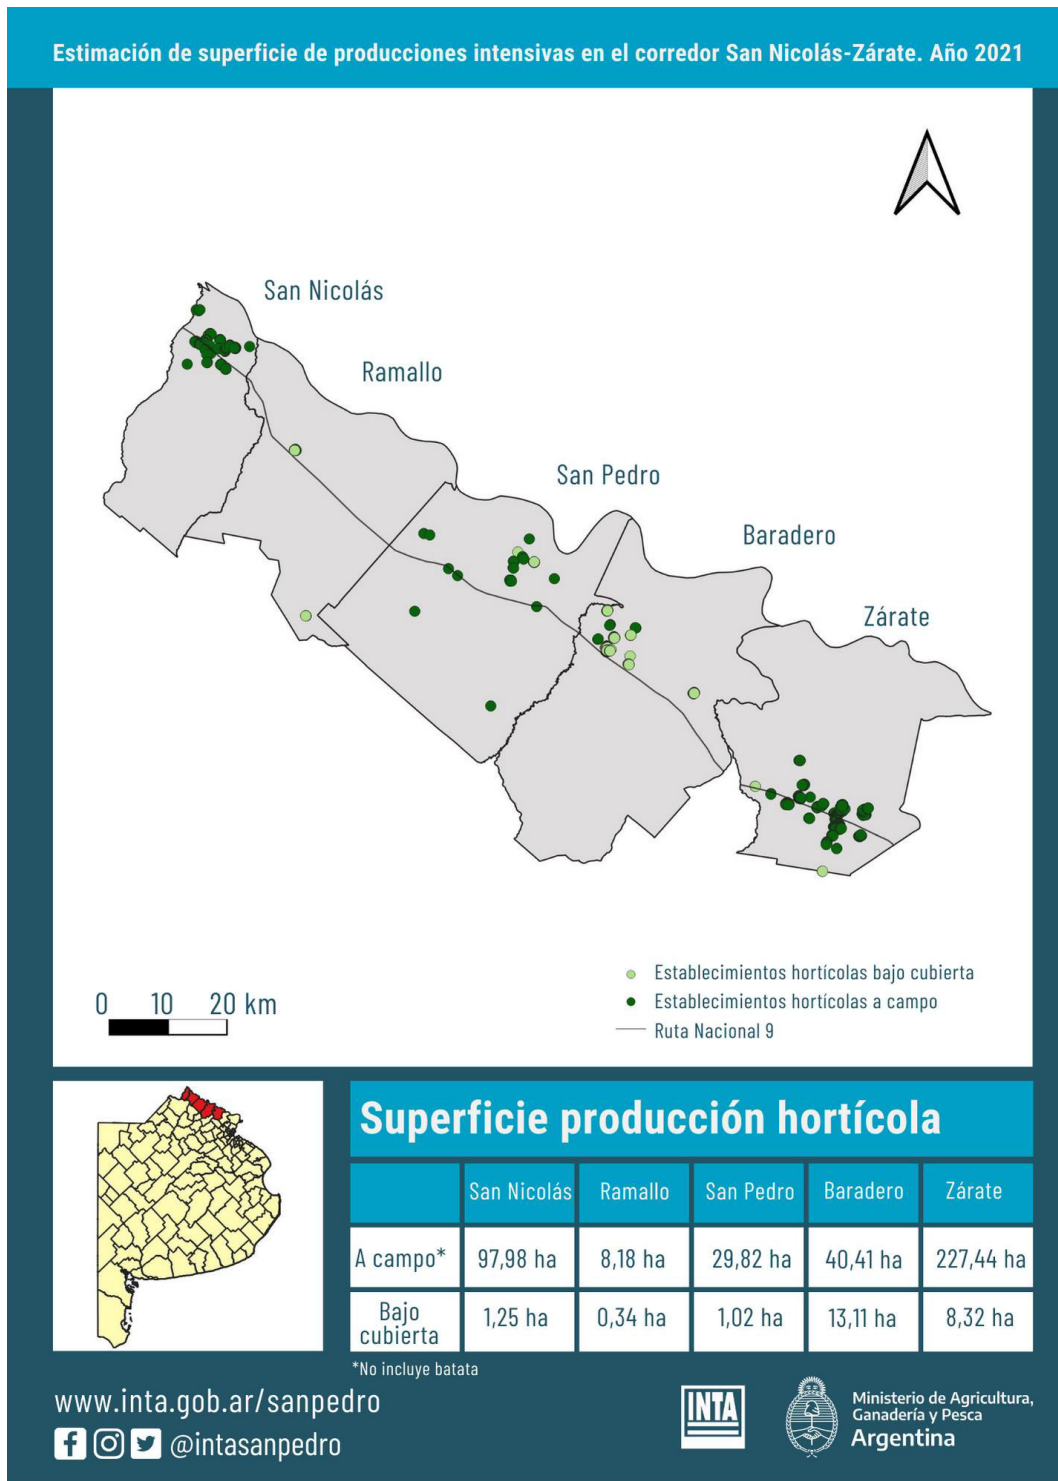 Estimación de superficie de producciones intensivas en el corredor San Nicolás-Zárate. Año 2021
San Nicolás
Ramallo
San Pedro
Baradero
Zárate
Establecimientos hortícolas bajo cubierta
Establecimientos hortícolas a campo
Ruta Nacional 9
0 10 20 km
Superficie producción hortícola
San Nicolás Ramallo San Pedro Baradero Zárate
A campo* 97,98 ha 8,18 ha 29,82 ha 40,41 ha 227,44 ha
Bajo cubierta 1,25 ha 0,34 ha 1,02 ha 13,11 ha 8,32 ha
*No incluye batata
www.inta.gob.ar/sanpedro
@intasanpedro
INTA
Ministerio de Agricultura,
Ganadería y Pesca
Argentina